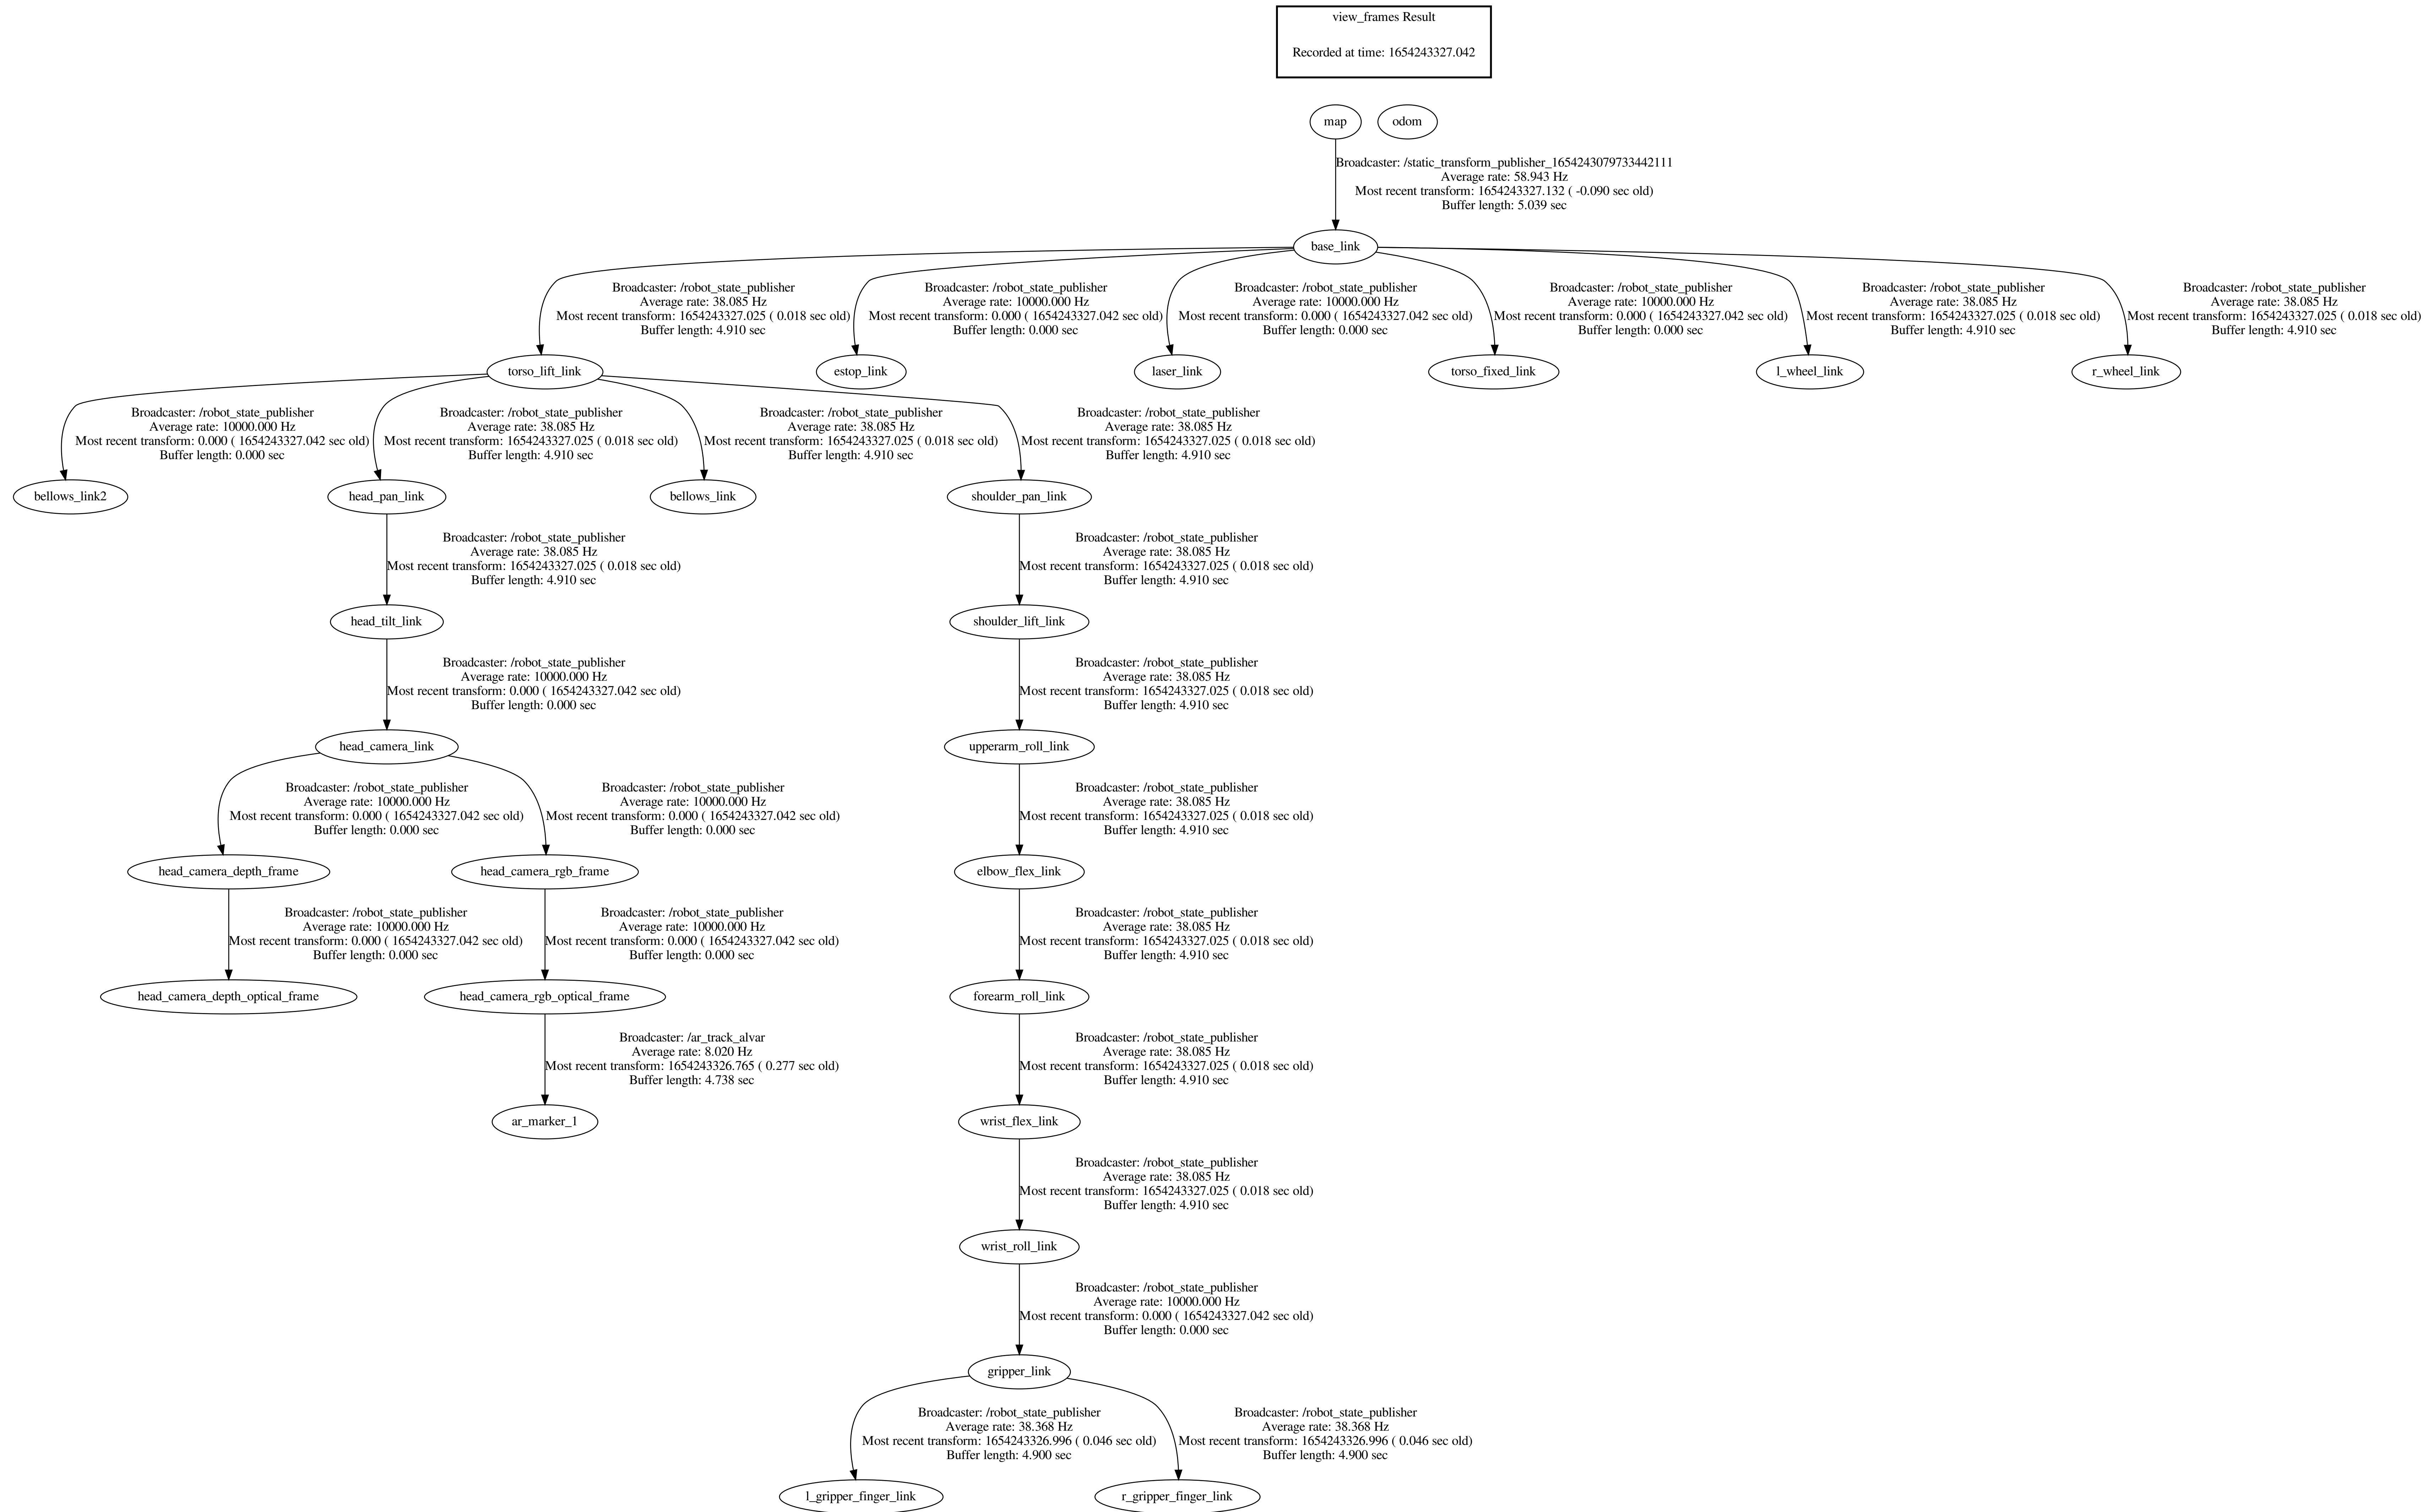 view_frames Result
Recorded at time: 1654243327.042
map
odom
Broadcaster: /static_transform_publisher_1654243079733442111
Average rate: 58.943 Hz
Most recent transform: 1654243327.132 ( -0.090 sec old)
Buffer length: 5.039 sec
base_link
Broadcaster: /robot_state_publisher
Average rate: 38.085 Hz
Most recent transform: 1654243327.025 ( 0.018 sec old)
Buffer length: 4.910 sec
Broadcaster: /robot_state_publisher
Average rate: 10000.000 Hz
Most recent transform: 0.000 ( 1654243327.042 sec old)
Buffer length: 0.000 sec
Broadcaster: /robot_state_publisher
Average rate: 10000.000 Hz
Most recent transform: 0.000 ( 1654243327.042 sec old)
Buffer length: 0.000 sec
Broadcaster: /robot_state_publisher
Average rate: 10000.000 Hz
Most recent transform: 0.000 ( 1654243327.042 sec old)
Buffer length: 0.000 sec
Broadcaster: /robot_state_publisher
Average rate: 38.085 Hz
Most recent transform: 1654243327.025 ( 0.018 sec old)
Buffer length: 4.910 sec
Broadcaster: /robot_state_publisher
Average rate: 38.085 Hz
Most recent transform: 1654243327.025 ( 0.018 sec old)
Buffer length: 4.910 sec
torso_lift_link
estop_link
laser_link
torso_fixed_link
l_wheel_link
r_wheel_link
Broadcaster: /robot_state_publisher
Average rate: 10000.000 Hz
Most recent transform: 0.000 ( 1654243327.042 sec old)
Buffer length: 0.000 sec
Broadcaster: /robot_state_publisher
Average rate: 38.085 Hz
Most recent transform: 1654243327.025 ( 0.018 sec old)
Buffer length: 4.910 sec
Broadcaster: /robot_state_publisher
Average rate: 38.085 Hz
Most recent transform: 1654243327.025 ( 0.018 sec old)
Buffer length: 4.910 sec
Broadcaster: /robot_state_publisher
Average rate: 38.085 Hz
Most recent transform: 1654243327.025 ( 0.018 sec old)
Buffer length: 4.910 sec
bellows_link2
head_pan_link
bellows_link
shoulder_pan_link
Broadcaster: /robot_state_publisher
Average rate: 38.085 Hz
Most recent transform: 1654243327.025 ( 0.018 sec old)
Buffer length: 4.910 sec
Broadcaster: /robot_state_publisher
Average rate: 38.085 Hz
Most recent transform: 1654243327.025 ( 0.018 sec old)
Buffer length: 4.910 sec
head_tilt_link
shoulder_lift_link
Broadcaster: /robot_state_publisher
Average rate: 10000.000 Hz
Most recent transform: 0.000 ( 1654243327.042 sec old)
Buffer length: 0.000 sec
Broadcaster: /robot_state_publisher
Average rate: 38.085 Hz
Most recent transform: 1654243327.025 ( 0.018 sec old)
Buffer length: 4.910 sec
head_camera_link
upperarm_roll_link
Broadcaster: /robot_state_publisher
Average rate: 10000.000 Hz
Most recent transform: 0.000 ( 1654243327.042 sec old)
Buffer length: 0.000 sec
Broadcaster: /robot_state_publisher
Average rate: 10000.000 Hz
Most recent transform: 0.000 ( 1654243327.042 sec old)
Buffer length: 0.000 sec
Broadcaster: /robot_state_publisher
Average rate: 38.085 Hz
Most recent transform: 1654243327.025 ( 0.018 sec old)
Buffer length: 4.910 sec
head_camera_depth_frame
head_camera_rgb_frame
elbow_flex_link
Broadcaster: /robot_state_publisher
Average rate: 10000.000 Hz
Most recent transform: 0.000 ( 1654243327.042 sec old)
Buffer length: 0.000 sec
Broadcaster: /robot_state_publisher
Average rate: 10000.000 Hz
Most recent transform: 0.000 ( 1654243327.042 sec old)
Buffer length: 0.000 sec
Broadcaster: /robot_state_publisher
Average rate: 38.085 Hz
Most recent transform: 1654243327.025 ( 0.018 sec old)
Buffer length: 4.910 sec
head_camera_depth_optical_frame
head_camera_rgb_optical_frame
forearm_roll_link
Broadcaster: /ar_track_alvar
Average rate: 8.020 Hz
Most recent transform: 1654243326.765 ( 0.277 sec old)
Buffer length: 4.738 sec
Broadcaster: /robot_state_publisher
Average rate: 38.085 Hz
Most recent transform: 1654243327.025 ( 0.018 sec old)
Buffer length: 4.910 sec
ar_marker_1
wrist_flex_link
Broadcaster: /robot_state_publisher
Average rate: 38.085 Hz
Most recent transform: 1654243327.025 ( 0.018 sec old)
Buffer length: 4.910 sec
wrist_roll_link
Broadcaster: /robot_state_publisher
Average rate: 10000.000 Hz
Most recent transform: 0.000 ( 1654243327.042 sec old)
Buffer length: 0.000 sec
gripper_link
Broadcaster: /robot_state_publisher
Average rate: 38.368 Hz
Most recent transform: 1654243326.996 ( 0.046 sec old)
Buffer length: 4.900 sec
Broadcaster: /robot_state_publisher
Average rate: 38.368 Hz
Most recent transform: 1654243326.996 ( 0.046 sec old)
Buffer length: 4.900 sec
l_gripper_finger_link
r_gripper_finger_link